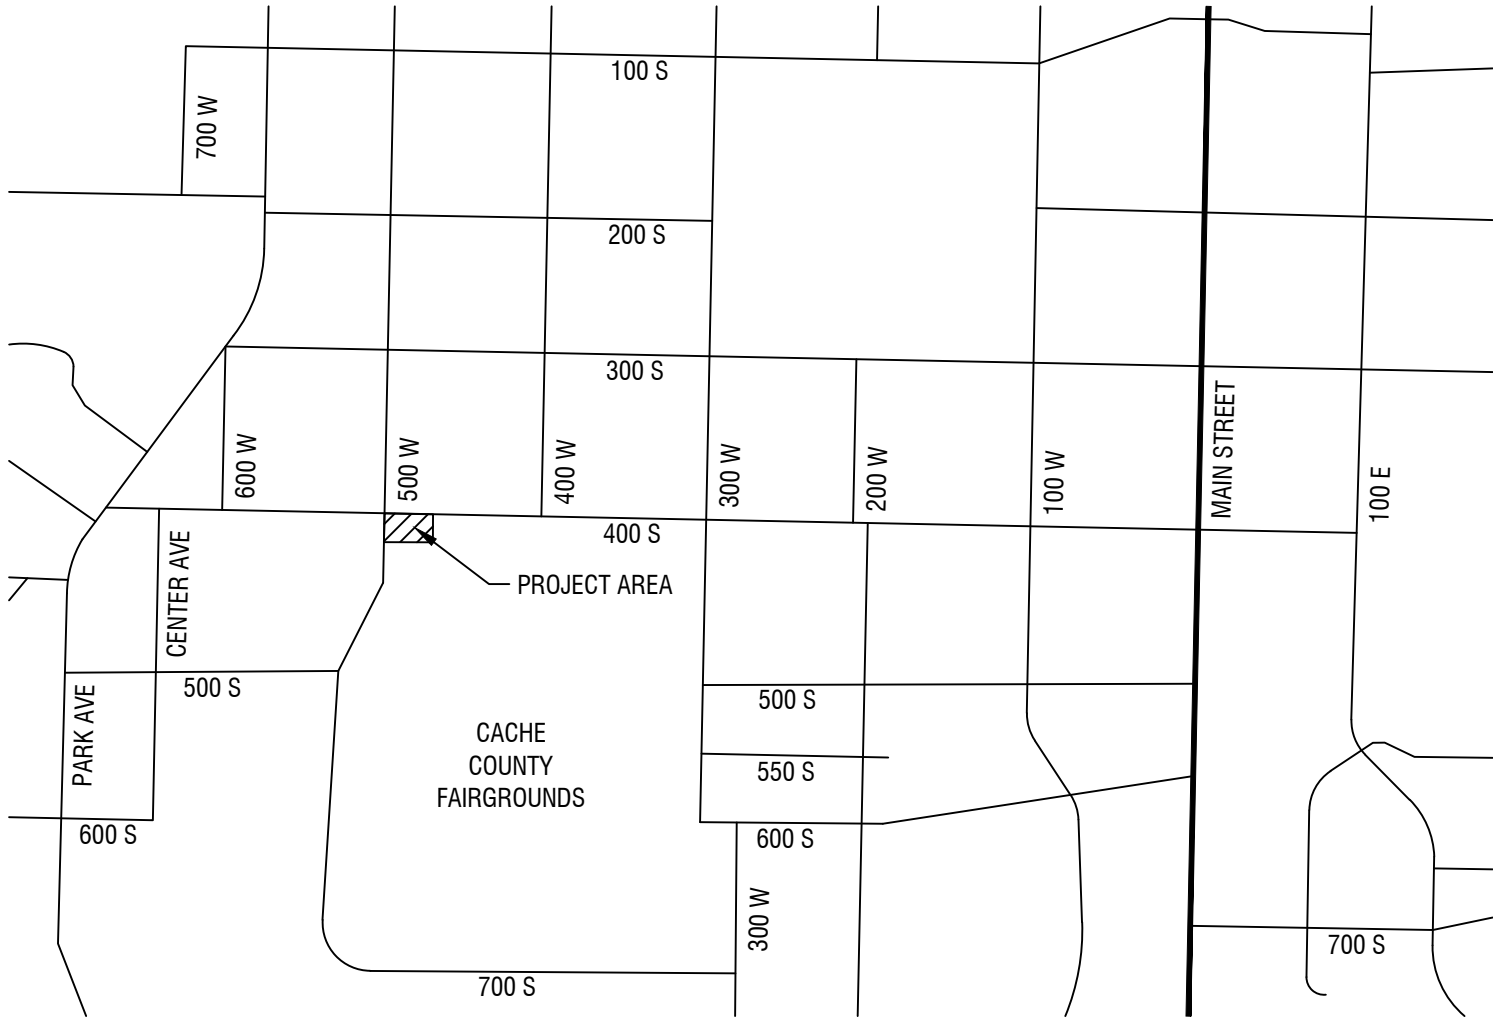 100 S
700 W
200 S
300 S
600 W
500 W
400 W
300 W
200 W
100 W
MAIN STREET
100 E
400 S
CENTER AVE
PROJECT AREA
500 S
500 S
PARK AVE
CACHE
COUNTY
FAIRGROUNDS
550 S
600 S
600 S
300 W
700 S
700 S